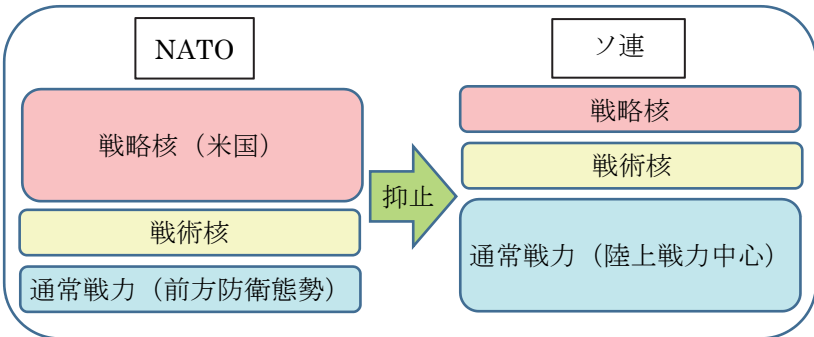 NATO
ソ連
戦略核（米国）
戦術核
通常戦力（前方防衛態勢）
抑止
戦略核
戦術核
通常戦力（陸上戦力中心）